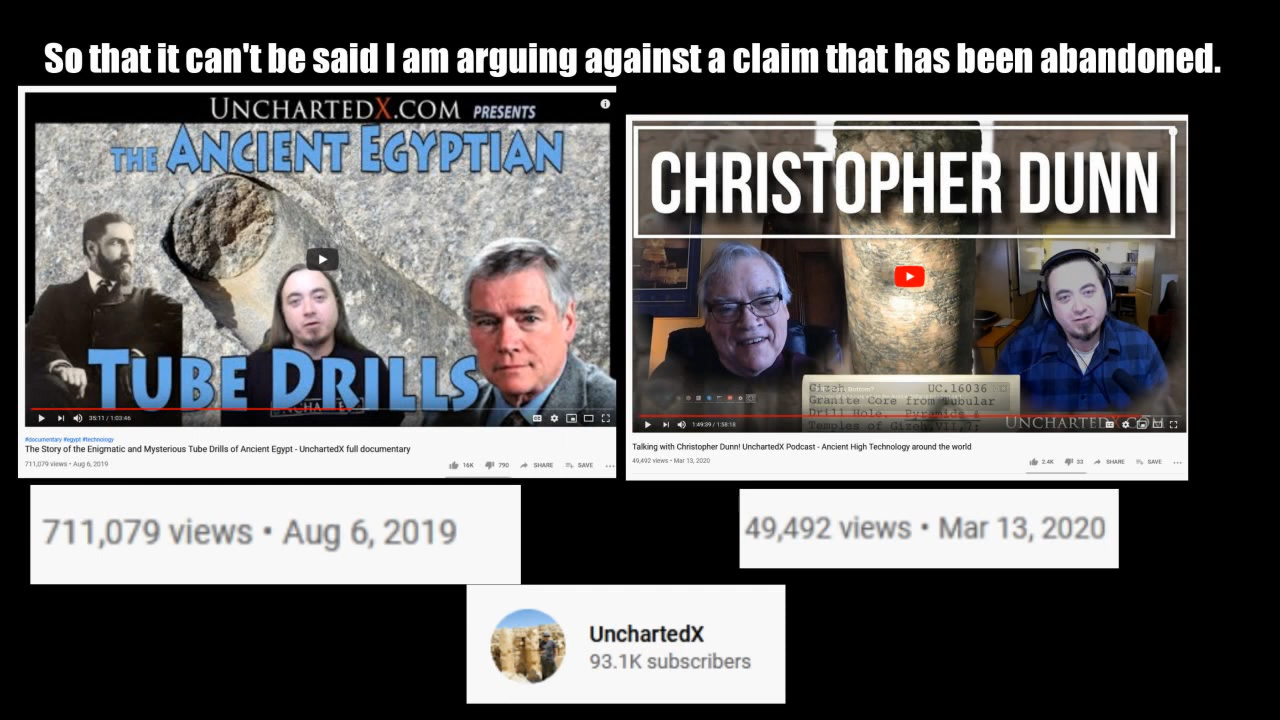 So that it can't be said I am arguing against a claim that has been abandoned.
UNCHARTEDX.COM PRESENTS
THE ANCIENT EGYPTIAN
TUBE DRILLS
35:11 / 1:03:46
#documentary #egypt #technology
The Story of the Enigmatic and Mysterious Tube Drills of Ancient Egypt - UnchartedX full documentary
711,079 views • Aug 6, 2019
16K 790 SHARE SAVE
CHRISTOPHER DUNN
Gizeh UC.16036
Granite Core from Tubular
Drill Hole. Pyramid &
Temples of Gizeh, VII,7;
UNCHARTEDX.COM
1:49:39 / 1:58:18
Talking with Christopher Dunn! UnchartedX Podcast - Ancient High Technology around the world
49,492 views • Mar 13, 2020
2.4K 33 SHARE SAVE
711,079 views • Aug 6, 2019
49,492 views • Mar 13, 2020
UnchartedX
93.1K subscribers